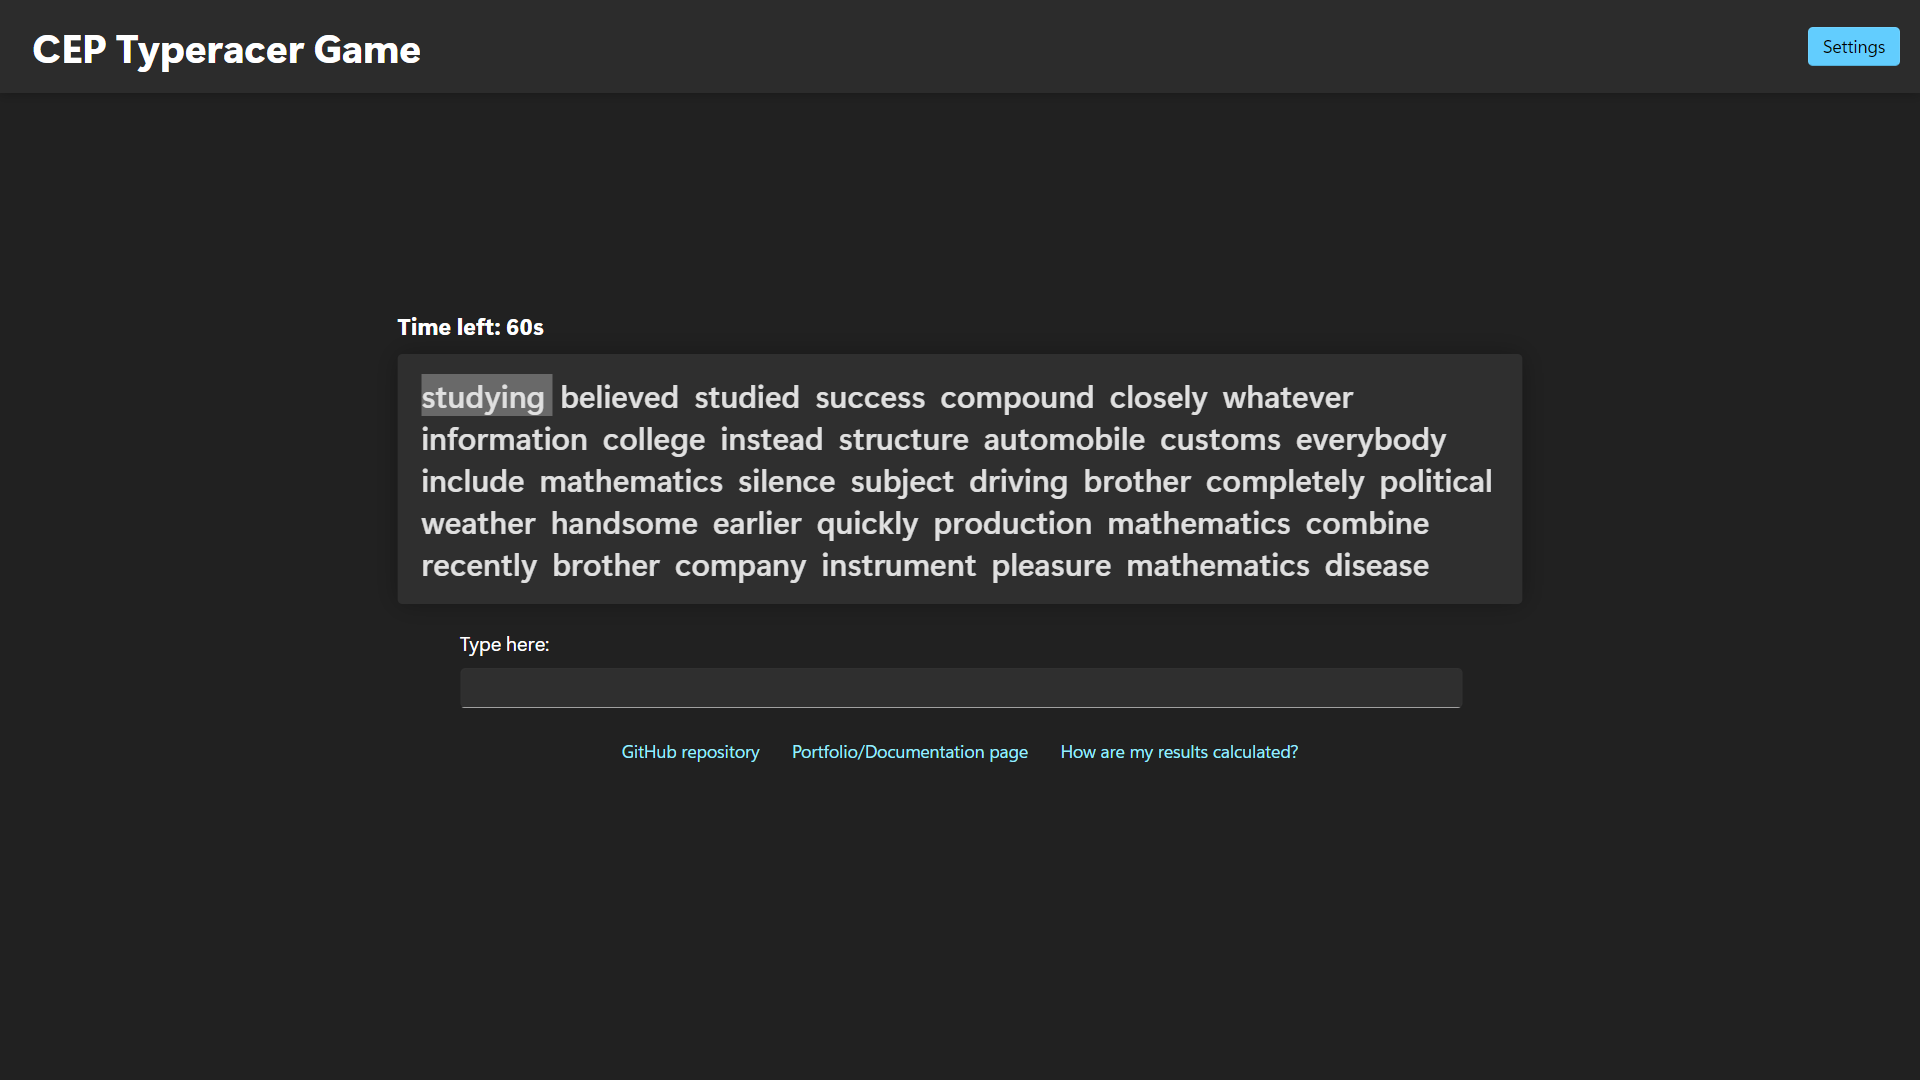 CEP Typeracer Game
Settings
Time left: 60s
studying believed studied success compound closely whatever
information college instead structure automobile customs everybody
include mathematics silence subject driving brother completely political
weather handsome earlier quickly production mathematics combine
recently brother company instrument pleasure mathematics disease
Type here:
GitHub repository Portfolio/Documentation page How are my results calculated?